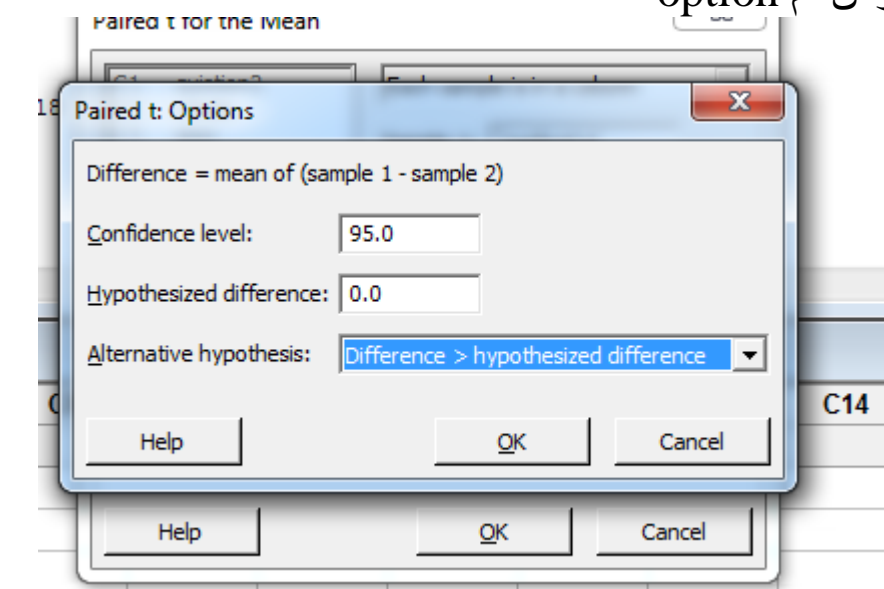 option
Paired t for the Mean
Paired t: Options
Difference = mean of (sample 1 - sample 2)
Confidence level: 95.0
Hypothesized difference: 0.0
Alternative hypothesis: Difference > hypothesized difference
C14
Help OK Cancel
Help OK Cancel